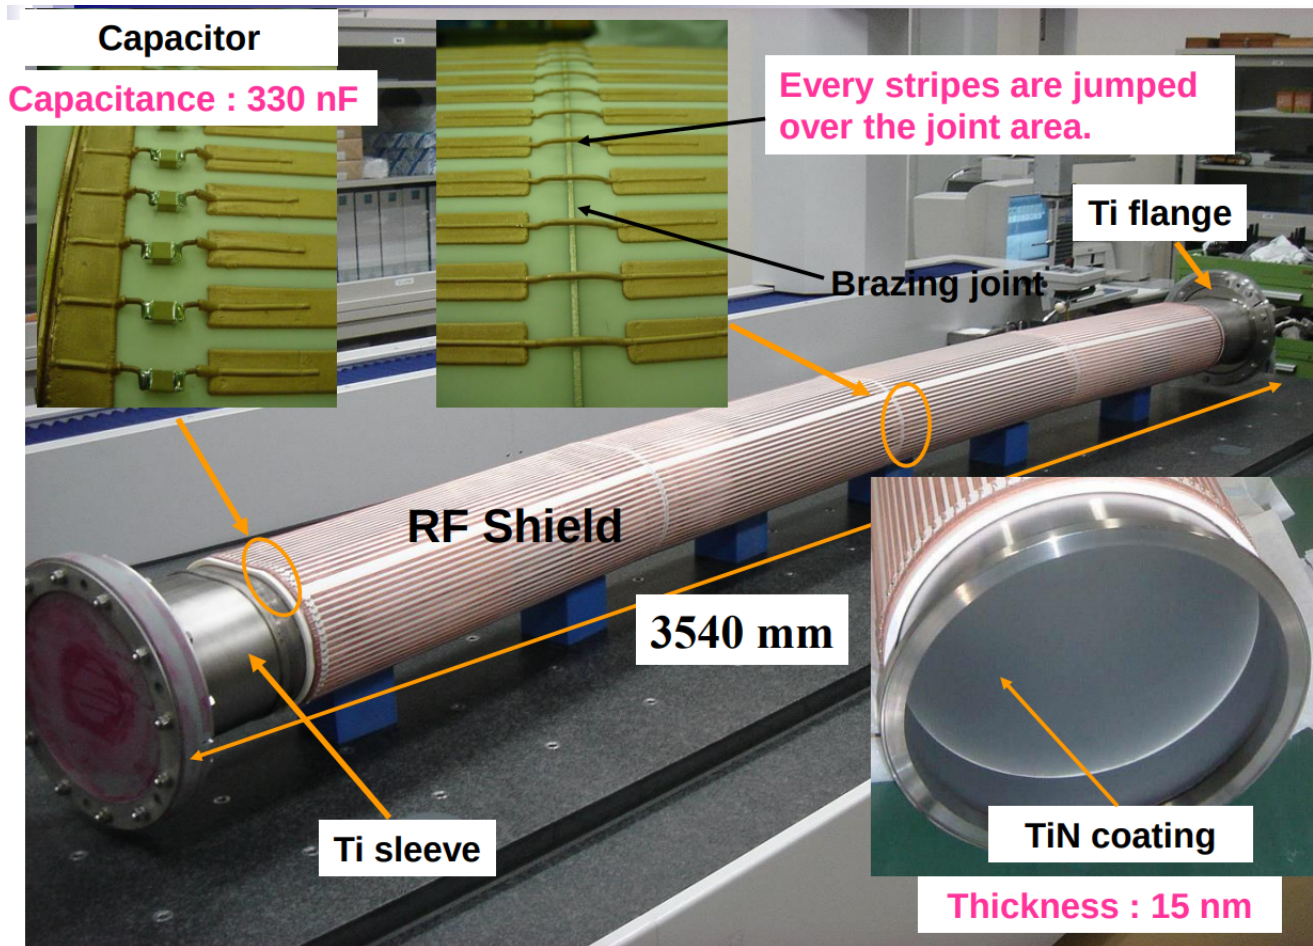 Capacitor
Capacitance : 330 nF
Every stripes are jumped
over the joint area.
Ti flange
Brazing joint
RF Shield
3540 mm
Ti sleeve
TiN coating
Thickness : 15 nm